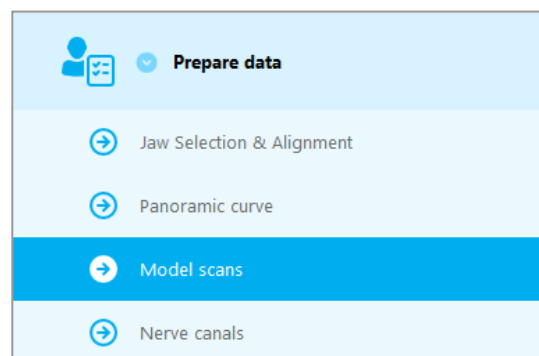 Prepare data
Jaw Selection & Alignment
Panoramic curve
Model scans
Nerve canals